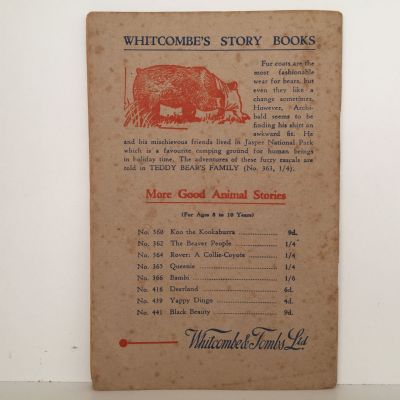 WHITCOMBE'S STORY BOOKS
Fur coats are the
most fashionable
wear for bears, but
even they like a
change sometimes.
However, Archi-
bald seems to be
finding his shirt an
awkward fit. He
and his mischievous friends lived in Jasper National Park
which is a favourite camping ground for human beings
in holiday time. The adventures of these furry rascals are
told in TEDDY BEAR'S FAMILY (No. 363, 1/4).
More Good Animal Stories
(For Ages 8 to 10 Years)
No. 360 Koo the Kookaburra 9d.
No. 362 The Beaver People 1/4
No. 364 Rover: A Collie-Coyote 1/4
No. 365 Queenie 1/4
No. 366 Bambi 1/6
No. 418 Deerland 6d.
No. 439 Yappy Dingo 4d.
No. 441 Black Beauty 9d.
Whitcombe & Tombs Ltd.